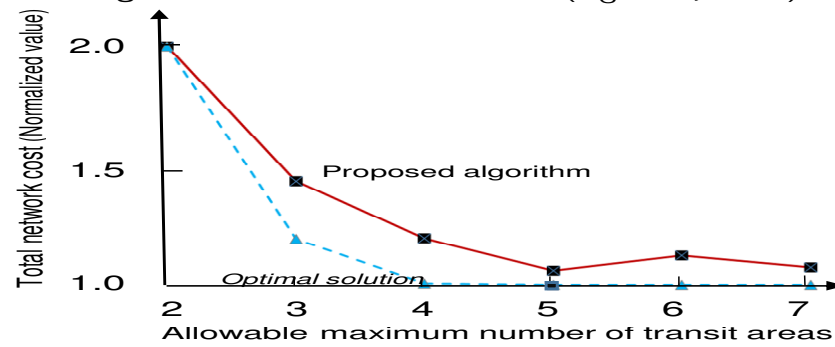 Total network cost (Normalized value)
2.0
1.5
1.0
Proposed algorithm
Optimal solution
2 3 4 5 6 7
Allowable maximum number of transit areas